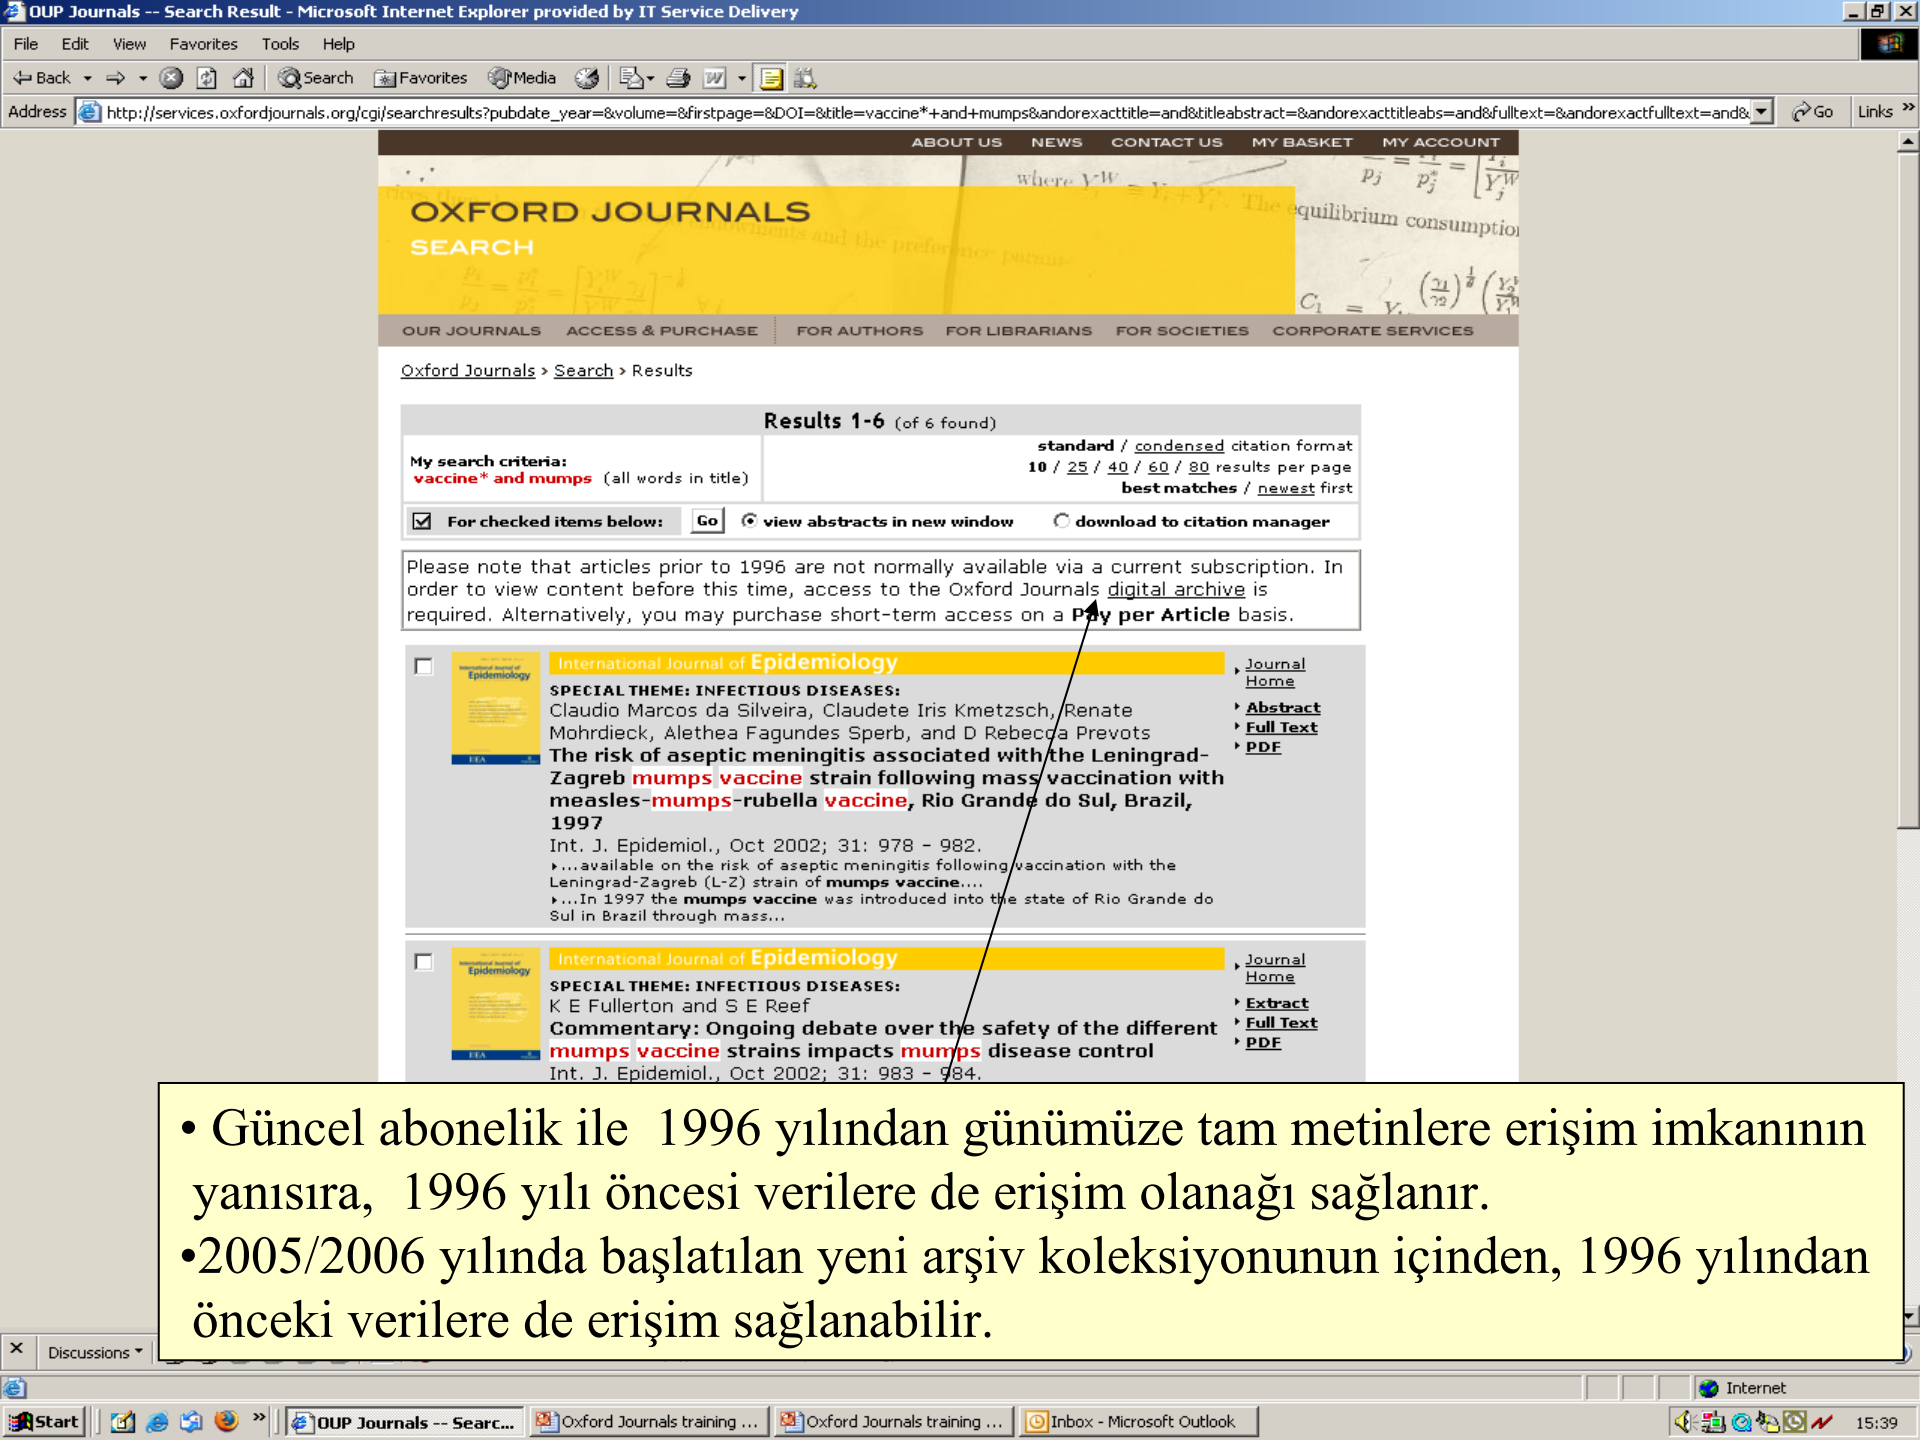 OUP Journals -- Search Result - Microsoft Internet Explorer provided by IT Service Delivery
File Edit View Favorites Tools Help
Back Search Favorites Media
Address http://services.oxfordjournals.org/cgi/searchresults?pubdate_year=&volume=&firstpage=&DOI=&title=vaccine*+and+mumps&andorexacttitle=and&titleabstract=&andorexacttitleabs=and&fulltext=&andorexactfulltext=and& Go Links »
ABOUT US NEWS CONTACT US MY BASKET MY ACCOUNT
where
The equilibrium consumption
OXFORD JOURNALS
SEARCH
OUR JOURNALS ACCESS & PURCHASE FOR AUTHORS FOR LIBRARIANS FOR SOCIETIES CORPORATE SERVICES
Oxford Journals > Search > Results
Results 1-6 (of 6 found)
My search criteria:
vaccine* and mumps (all words in title)
standard / condensed citation format
10 / 25 / 40 / 60 / 80 results per page
best matches / newest first
For checked items below: Go view abstracts in new window download to citation manager
Please note that articles prior to 1996 are not normally available via a current subscription. In
order to view content before this time, access to the Oxford Journals digital archive is
required. Alternatively, you may purchase short-term access on a Pay per Article basis.
International Journal of Epidemiology
SPECIAL THEME: INFECTIOUS DISEASES:
Claudio Marcos da Silveira, Claudete Iris Kmetzsch, Renate
Mohrdieck, Alethea Fagundes Sperb, and D Rebecca Prevots
The risk of aseptic meningitis associated with the Leningrad-
Zagreb mumps vaccine strain following mass vaccination with
measles-mumps-rubella vaccine, Rio Grande do Sul, Brazil,
1997
Int. J. Epidemiol., Oct 2002; 31: 978 - 982.
...available on the risk of aseptic meningitis following vaccination with the
Leningrad-Zagreb (L-Z) strain of mumps vaccine....
...In 1997 the mumps vaccine was introduced into the state of Rio Grande do
Sul in Brazil through mass...
Journal
Home
Abstract
Full Text
PDF
International Journal of Epidemiology
SPECIAL THEME: INFECTIOUS DISEASES:
K E Fullerton and S E Reef
Commentary: Ongoing debate over the safety of the different
mumps vaccine strains impacts mumps disease control
Int. J. Epidemiol., Oct 2002; 31: 983 - 984.
Journal
Home
Extract
Full Text
PDF
• Güncel abonelik ile 1996 yılından günümüze tam metinlere erişim imkanının
yanısıra, 1996 yılı öncesi verilere de erişim olanağı sağlanır.
•2005/2006 yılında başlatılan yeni arşiv koleksiyonunun içinden, 1996 yılından
önceki verilere de erişim sağlanabilir.
Discussions
Internet
Start » OUP Journals -- Searc... Oxford Journals training ... Oxford Journals training ... Inbox - Microsoft Outlook 15:39